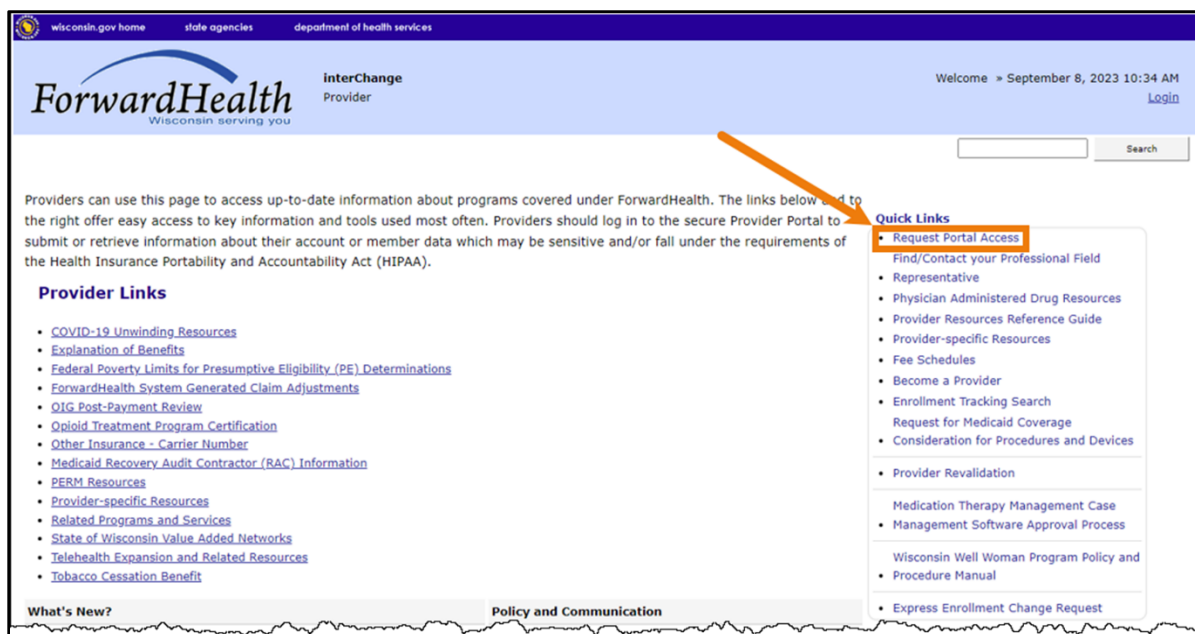 wisconsin.gov home state agencies department of health services
ForwardHealth
Wisconsin serving you
interChange
Provider
Welcome » September 8, 2023 10:34 AM
Login
Search
Providers can use this page to access up-to-date information about programs covered under ForwardHealth. The links below and to
the right offer easy access to key information and tools used most often. Providers should log in to the secure Provider Portal to
submit or retrieve information about their account or member data which may be sensitive and/or fall under the requirements of
the Health Insurance Portability and Accountability Act (HIPAA).
Provider Links
• COVID-19 Unwinding Resources
• Explanation of Benefits
• Federal Poverty Limits for Presumptive Eligibility (PE) Determinations
• ForwardHealth System Generated Claim Adjustments
• OIG Post-Payment Review
• Opioid Treatment Program Certification
• Other Insurance - Carrier Number
• Medicaid Recovery Audit Contractor (RAC) Information
• PERM Resources
• Provider-specific Resources
• Related Programs and Services
• State of Wisconsin Value Added Networks
• Telehealth Expansion and Related Resources
• Tobacco Cessation Benefit
What's New?
Policy and Communication
Quick Links
• Request Portal Access
Find/Contact your Professional Field
• Representative
• Physician Administered Drug Resources
• Provider Resources Reference Guide
• Provider-specific Resources
• Fee Schedules
• Become a Provider
• Enrollment Tracking Search
Request for Medicaid Coverage
• Consideration for Procedures and Devices
• Provider Revalidation
Medication Therapy Management Case
• Management Software Approval Process
Wisconsin Well Woman Program Policy and
• Procedure Manual
• Express Enrollment Change Request